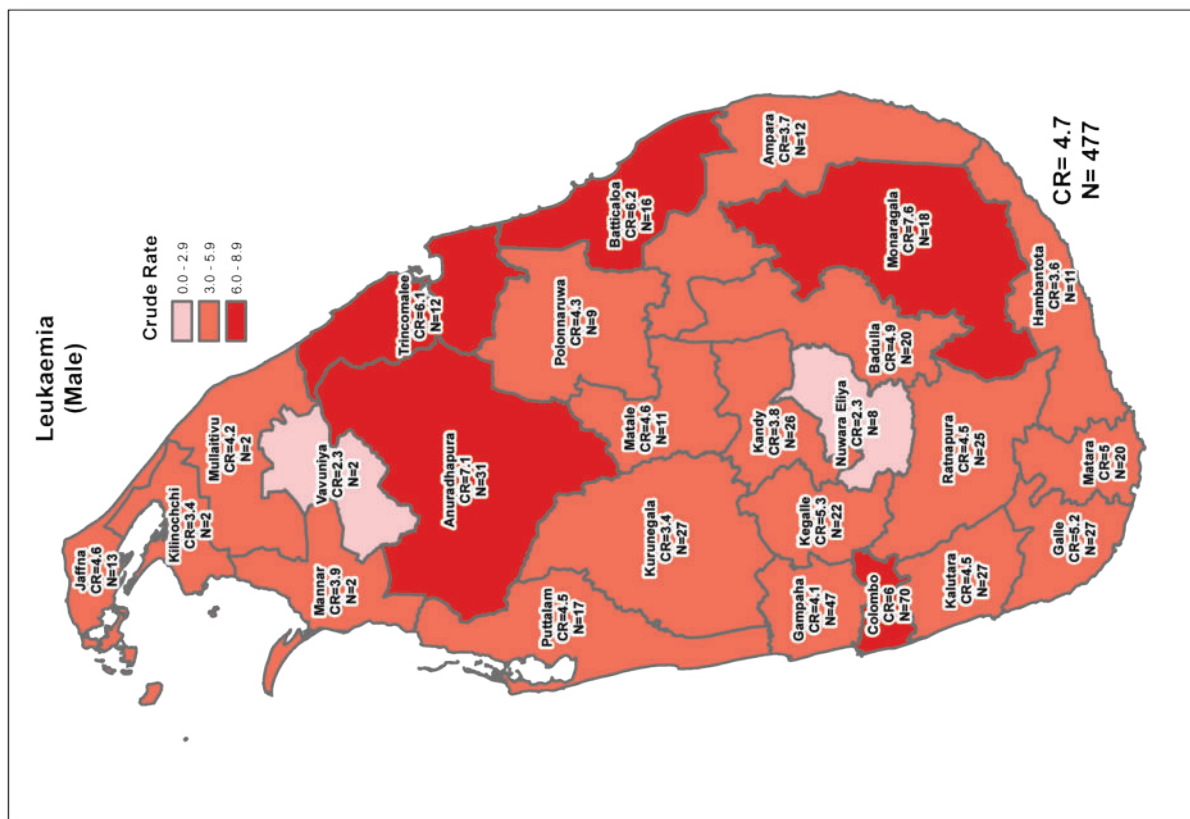 Leukaemia
(Male)
Crude Rate
0.0 - 2.9
3.0 - 5.9
6.0 - 8.9
Jaffna
CR=4.6
N=13
Kilinochchi
CR=3.4
N=2
Mullaitivu
CR=4.2
N=2
Mannar
CR=3.9
N=2
Vavuniya
CR=2.3
N=2
Trincomalee
CR=6.1
N=12
Anuradhapura
CR=7.1
N=31
Puttalam
CR=4.5
N=17
Polonnaruwa
CR=4.3
N=9
Batticaloa
CR=6.2
N=16
Kurunegala
CR=3.4
N=27
Matale
CR=4.6
N=11
Ampara
CR=3.7
N=12
Kandy
CR=3.8
N=26
Gampaha
CR=4.1
N=47
Kegalle
CR=5.3
N=22
Nuwara Eliya
CR=2.3
N=8
Badulla
CR=4.9
N=20
Monaragala
CR=7.6
N=18
Colombo
CR=6
N=70
Kalutara
CR=4.5
N=27
Ratnapura
CR=4.5
N=25
Hambantota
CR=3.6
N=11
Galle
CR=5.2
N=27
Matara
CR=5
N=20
CR= 4.7
N= 477